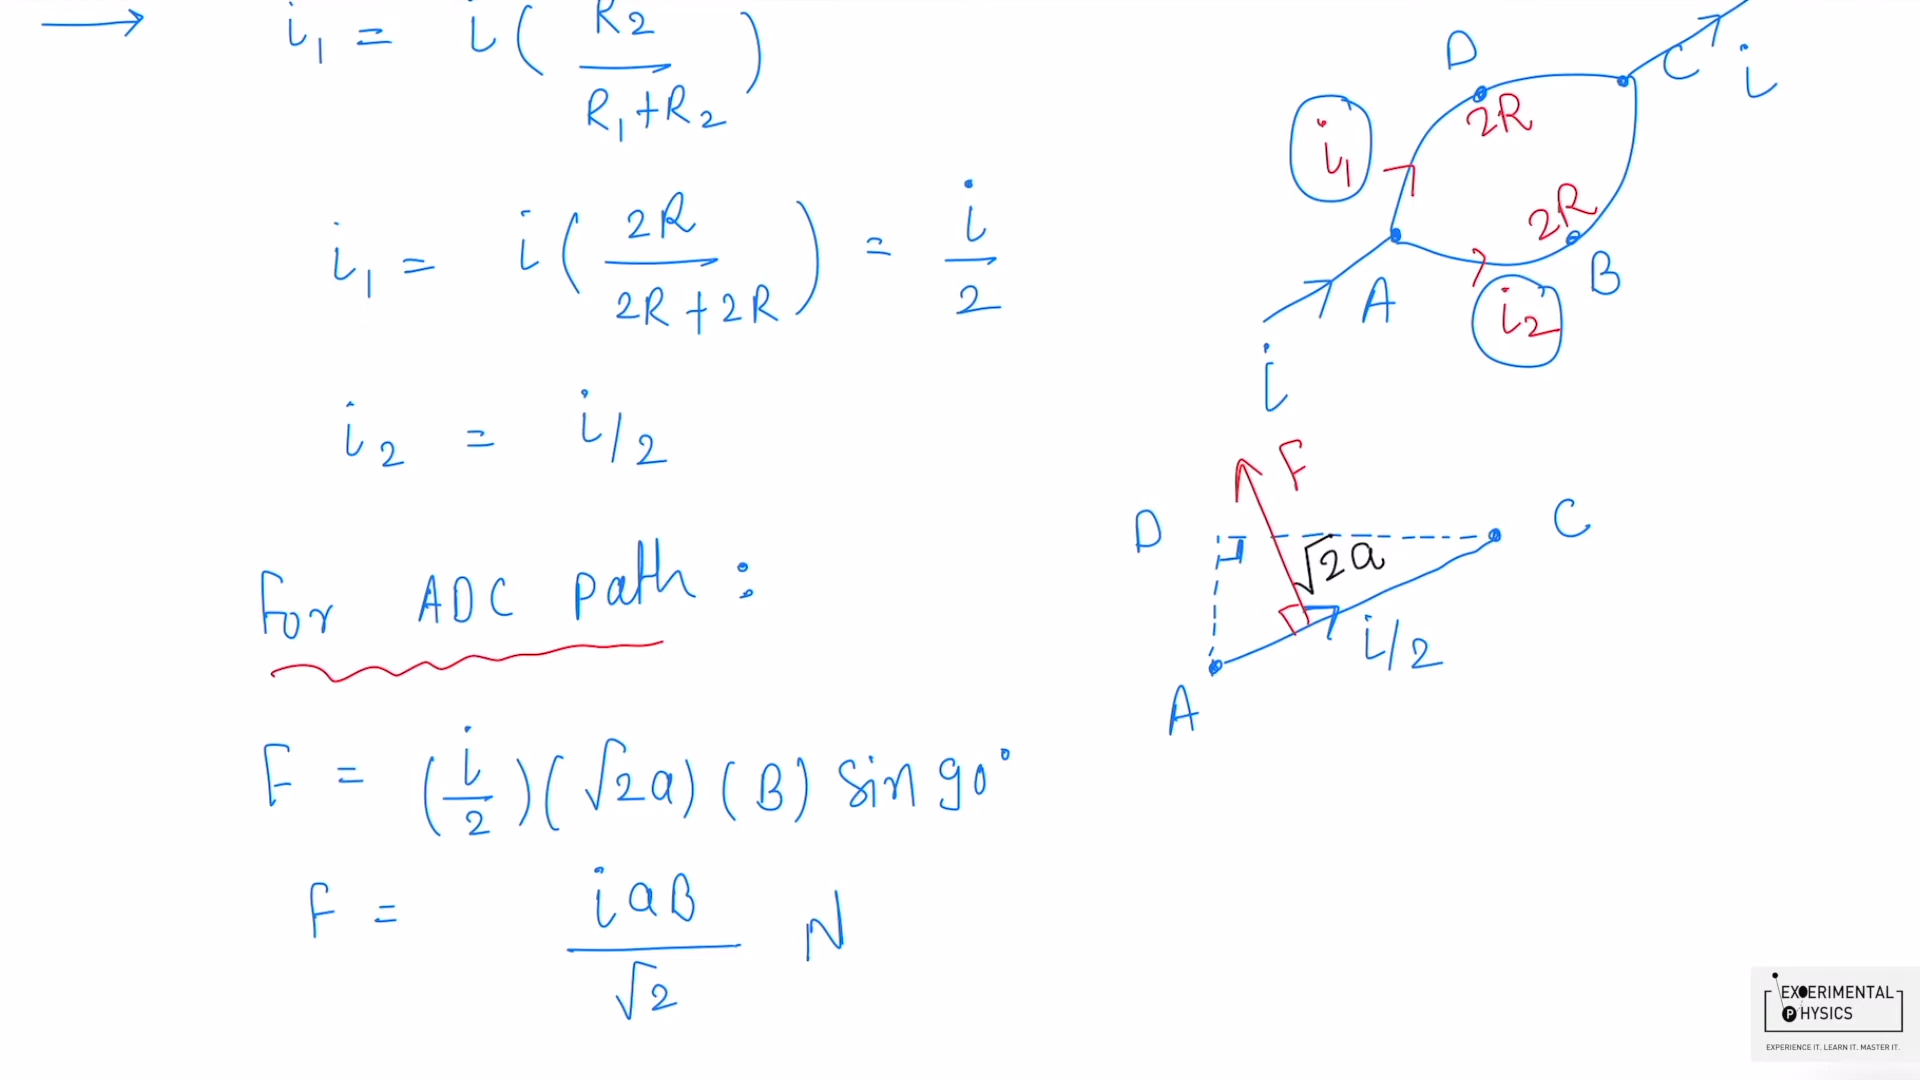 i₁ = i ( R₂ / R₁+R₂ )
i₁ = i ( 2R / 2R+2R ) = i / 2
i₂ = i/2
For ADC path :
F = (i/2)(√2a)(B) sin 90°
F = iaB / √2 N
D
C
i
2R
i₁
2R
B
A
i₂
i
F
D
C
√2a
i/2
A
EXPERIMENTAL
PHYSICS
EXPERIENCE IT. LEARN IT. MASTER IT.